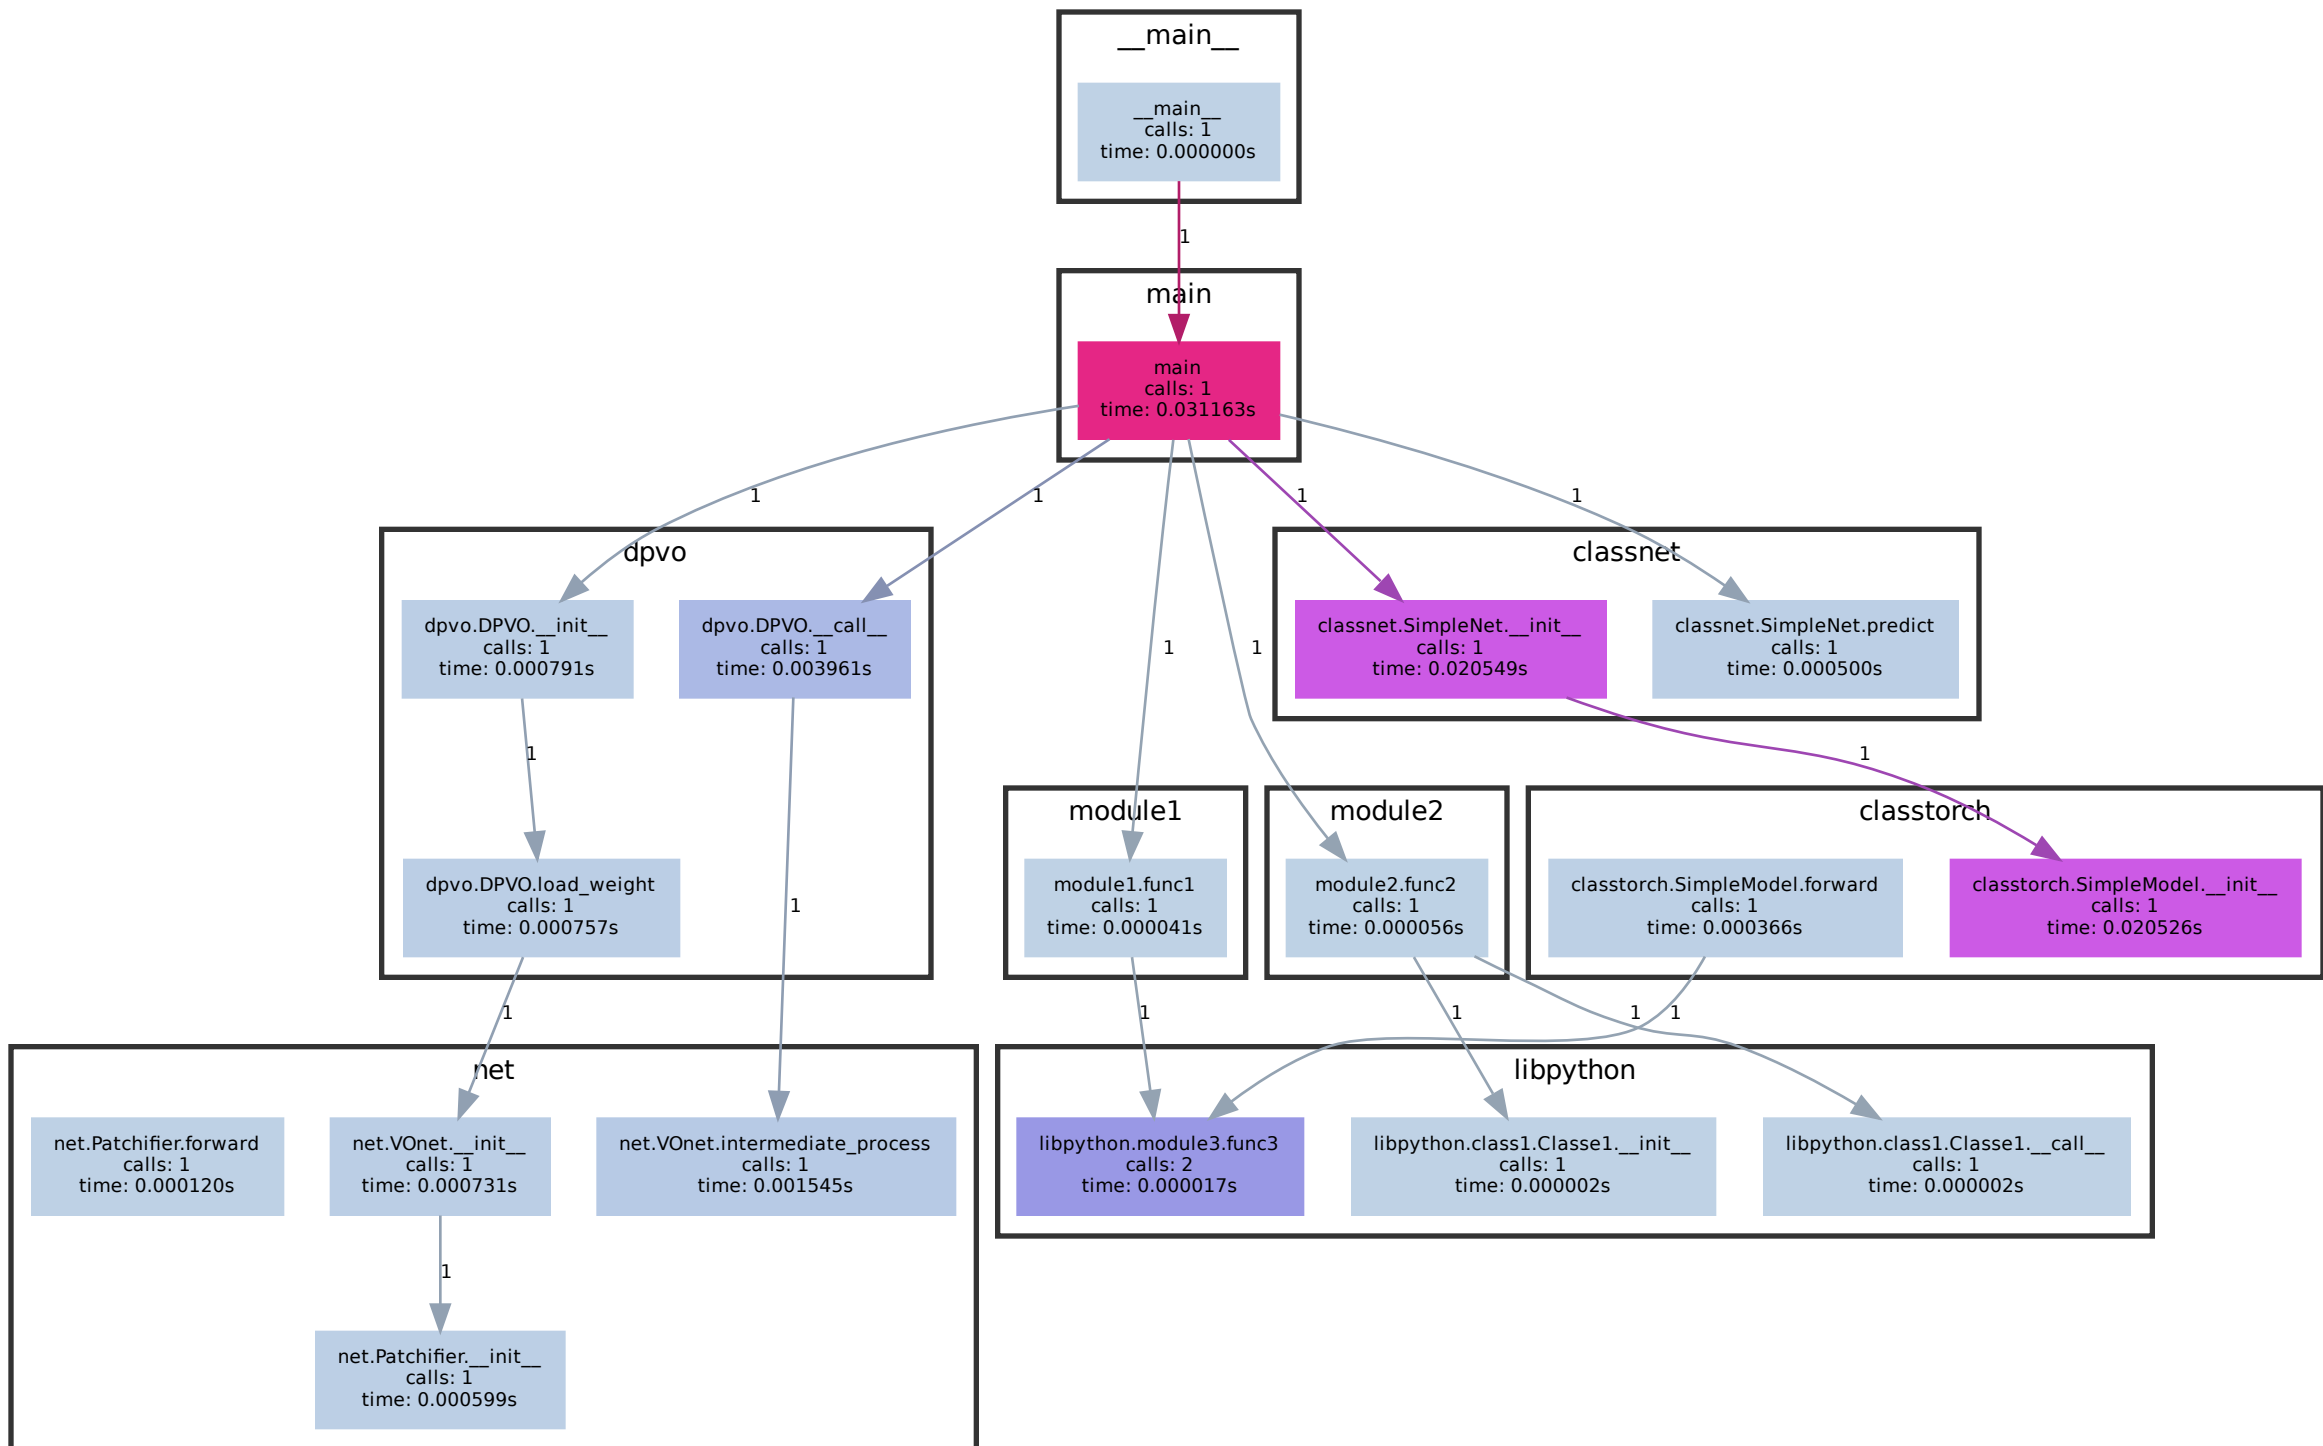 __main__
__main__
calls: 1
time: 0.000000s
1
main
main
calls: 1
time: 0.031163s
1
1
1
1
1
1
dpvo
dpvo.DPVO.__init__
calls: 1
time: 0.000791s
dpvo.DPVO.__call__
calls: 1
time: 0.003961s
1
dpvo.DPVO.load_weight
calls: 1
time: 0.000757s
1
1
classnet
classnet.SimpleNet.__init__
calls: 1
time: 0.020549s
classnet.SimpleNet.predict
calls: 1
time: 0.000500s
1
module1
module1.func1
calls: 1
time: 0.000041s
module2
module2.func2
calls: 1
time: 0.000056s
classtorch
classtorch.SimpleModel.forward
calls: 1
time: 0.000366s
classtorch.SimpleModel.__init__
calls: 1
time: 0.020526s
1
1
1
1
net
net.Patchifier.forward
calls: 1
time: 0.000120s
net.VOnet.__init__
calls: 1
time: 0.000731s
net.VOnet.intermediate_process
calls: 1
time: 0.001545s
1
net.Patchifier.__init__
calls: 1
time: 0.000599s
libpython
libpython.module3.func3
calls: 2
time: 0.000017s
libpython.class1.Classe1.__init__
calls: 1
time: 0.000002s
libpython.class1.Classe1.__call__
calls: 1
time: 0.000002s